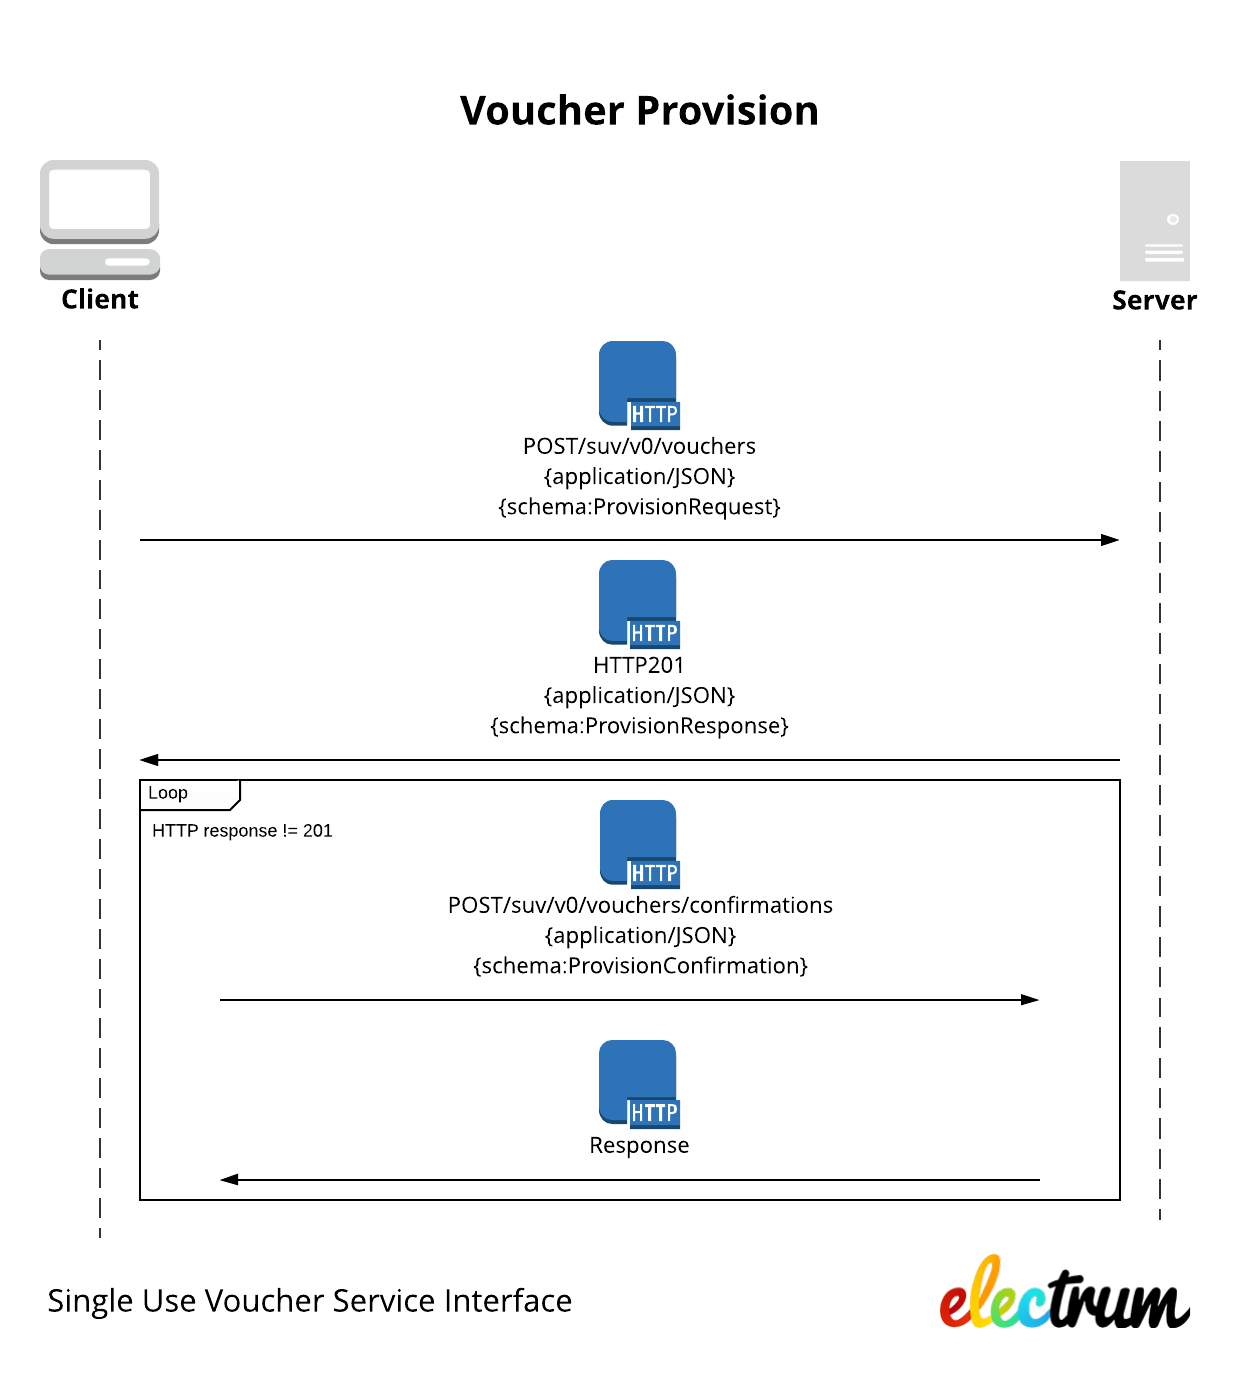 Voucher Provision
Client
Server
HTTP
POST/suv/v0/vouchers
{application/JSON}
{schema:ProvisionRequest}
HTTP
HTTP201
{application/JSON}
{schema:ProvisionResponse}
Loop
HTTP response != 201
HTTP
POST/suv/v0/vouchers/confirmations
{application/JSON}
{schema:ProvisionConfirmation}
HTTP
Response
Single Use Voucher Service Interface
electrum